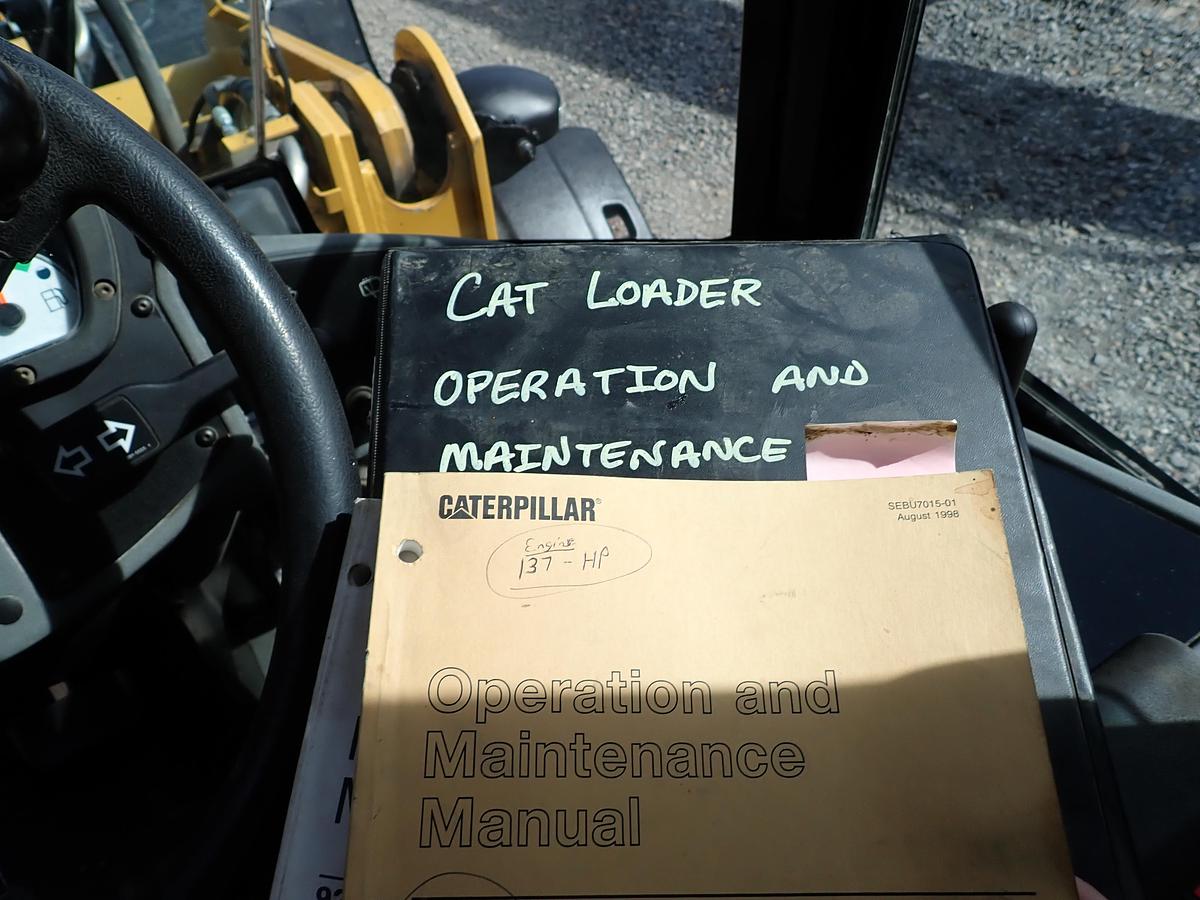 CAT LOADER
OPERATION AND
MAINTENANCE
CATERPILLAR®
SEBU7015-01
August 1998
Engine
137 - HP
Operation and
Maintenance
Manual